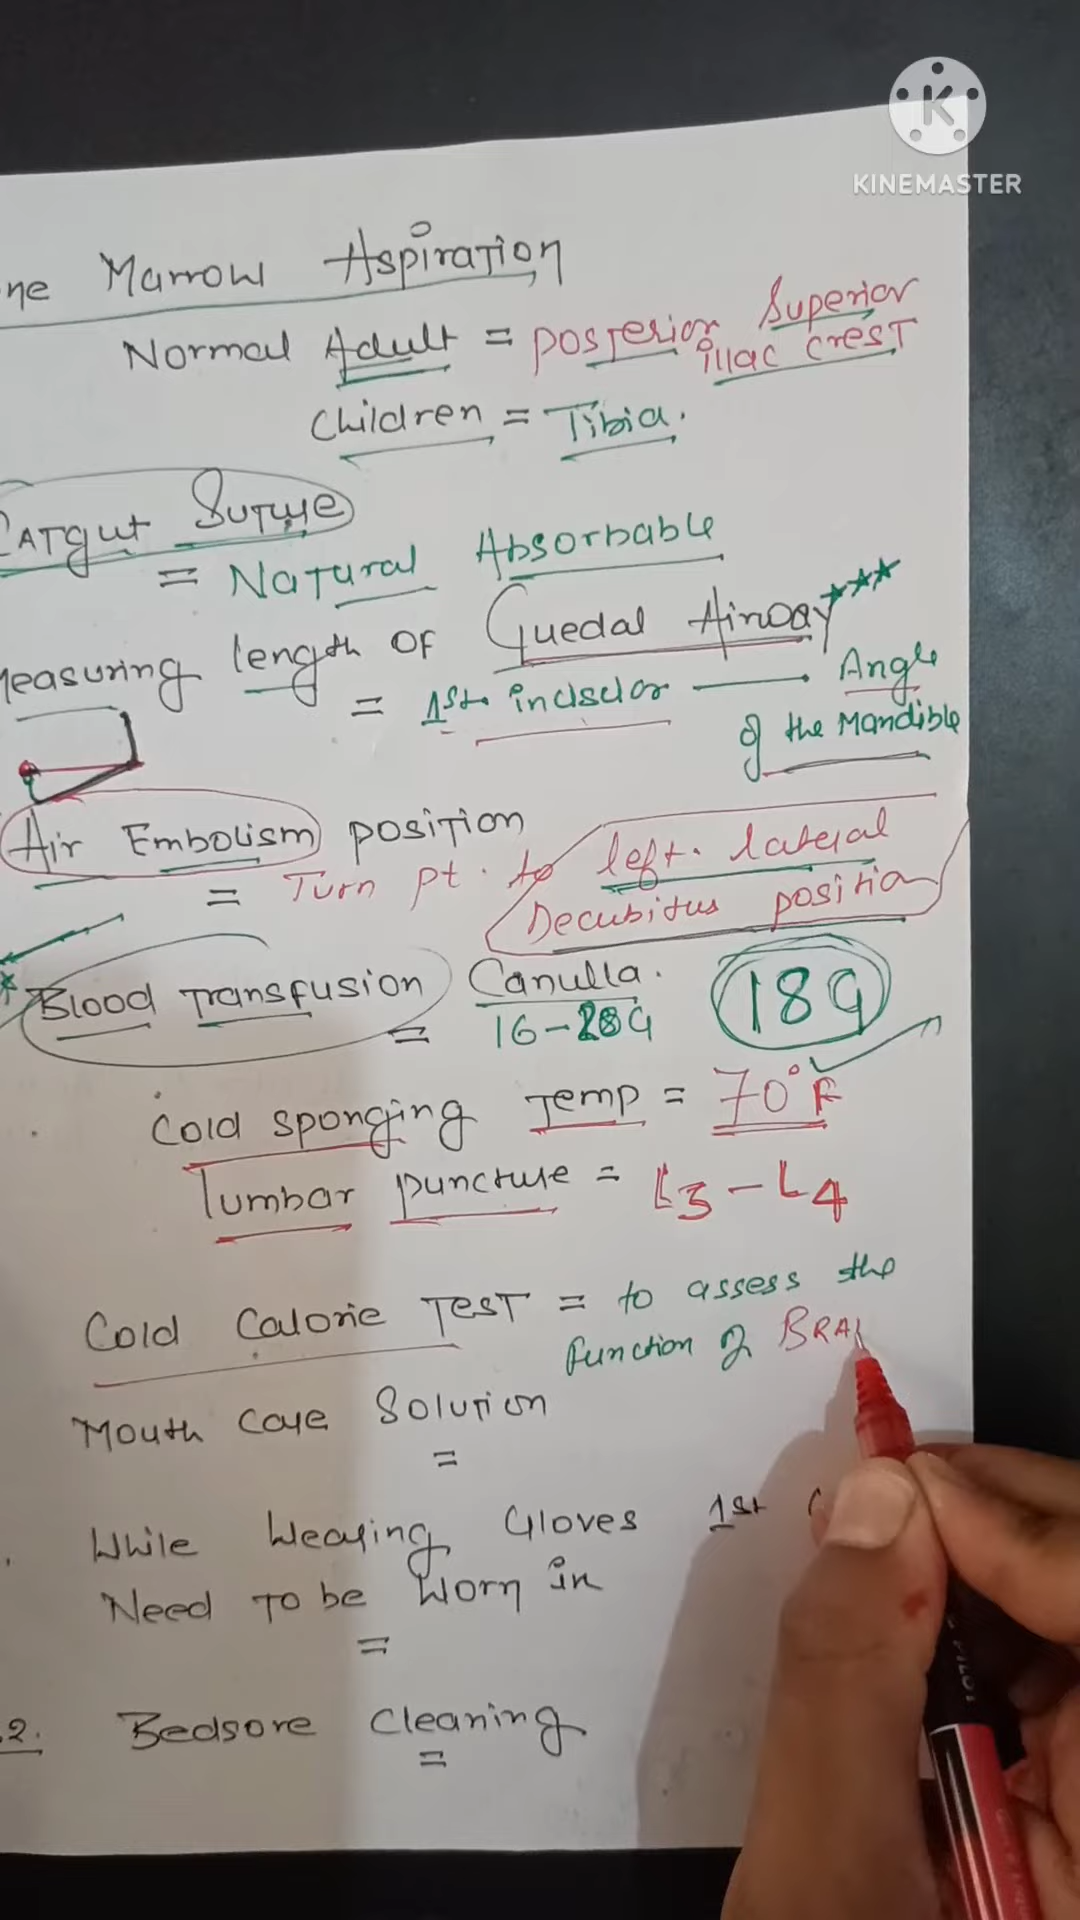 KINEMASTER
ne Marrow Aspiration
Normal Adult = Posterior Superior
illac crest
Children = Tibia.
Catgut Suture
= Natural Absorbable
Measuring length of Guedal Airway ***
= 1st incisior — Angle
of the Mandible
Air Embolism position
= Turn pt. to left. lateral
Decubitus position
* Blood Transfusion Canulla.
= 16-18G 18G
Cold sponging Temp = 70°F
lumbar puncture = L3-L4
Cold Calorie Test = to assess the
function of BRAI
Mouth Care Solution
=
While Wearing Gloves 1st
Need To be Worn in
=
2. Bedsore Cleaning
=